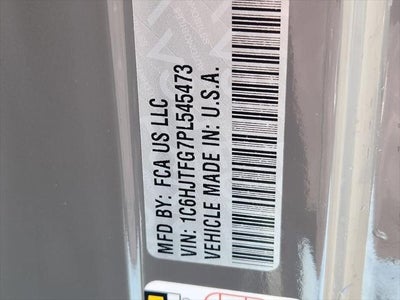 MFD BY: FCA US LLC
VIN: 1C6HJTFG7PL545473
VEHICLE MADE IN: U.S.A.